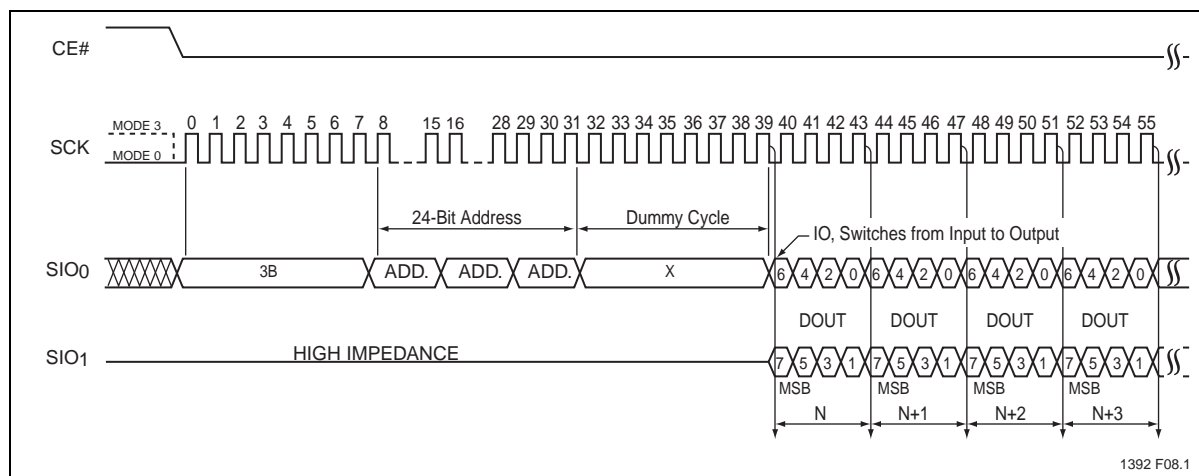 CE#
MODE 3
0 1 2 3 4 5 6 7 8 15 16 28 29 30 31 32 33 34 35 36 37 38 39 40 41 42 43 44 45 46 47 48 49 50 51 52 53 54 55
SCK
MODE 0
24-Bit Address Dummy Cycle
IO, Switches from Input to Output
SIO0 3B ADD. ADD. ADD. X 6 4 2 0 6 4 2 0 6 4 2 0 6 4 2 0
DOUT DOUT DOUT DOUT
SIO1 HIGH IMPEDANCE 7 5 3 1 7 5 3 1 7 5 3 1 7 5 3 1
MSB MSB MSB MSB
N N+1 N+2 N+3
1392 F08.1